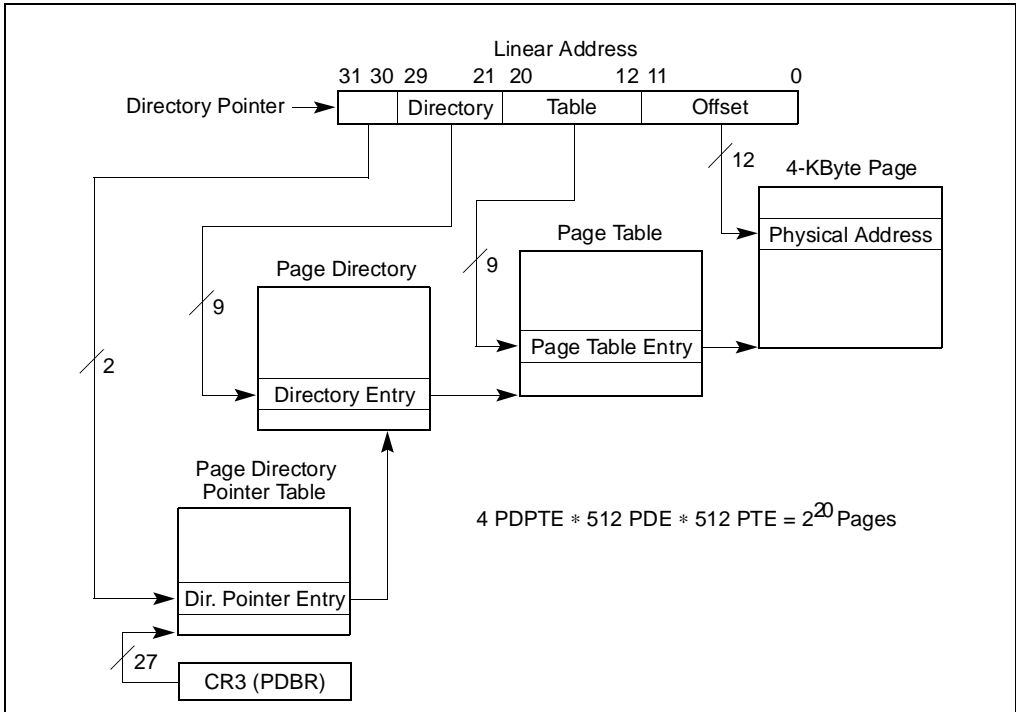 Linear Address
31 30 29 21 20 12 11 0
Directory Pointer
Directory Table Offset
12
4-KByte Page
Physical Address
Page Table
9
Page Table Entry
Page Directory
9
Directory Entry
2
Page Directory
Pointer Table
Dir. Pointer Entry
4 PDPTE ∗ 512 PDE ∗ 512 PTE = 2²⁰ Pages
27
CR3 (PDBR)